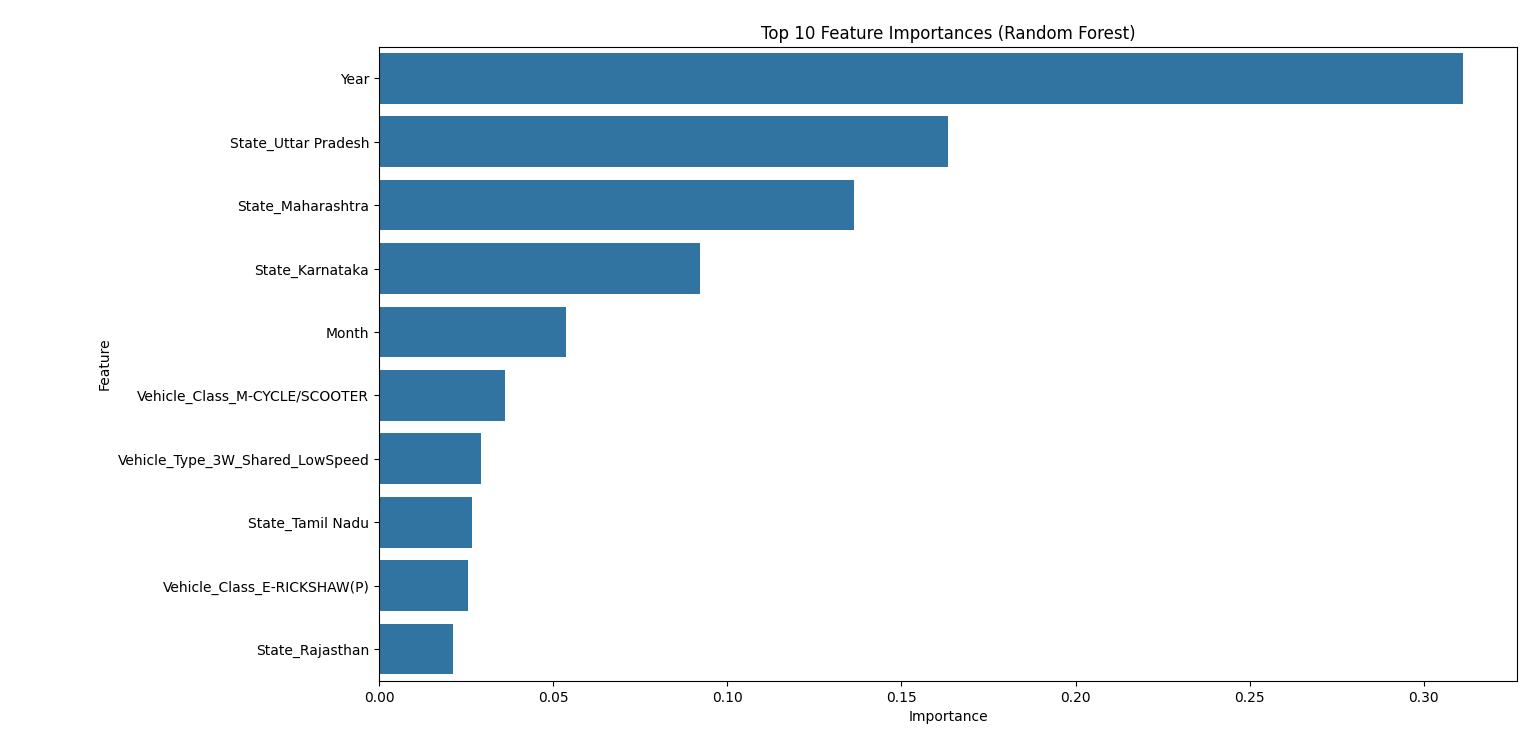 Top 10 Feature Importances (Random Forest)
Year
State_Uttar Pradesh
State_Maharashtra
State_Karnataka
Month
Vehicle_Class_M-CYCLE/SCOOTER
Vehicle_Type_3W_Shared_LowSpeed
State_Tamil Nadu
Vehicle_Class_E-RICKSHAW(P)
State_Rajasthan
Feature
0.00 0.05 0.10 0.15 0.20 0.25 0.30
Importance